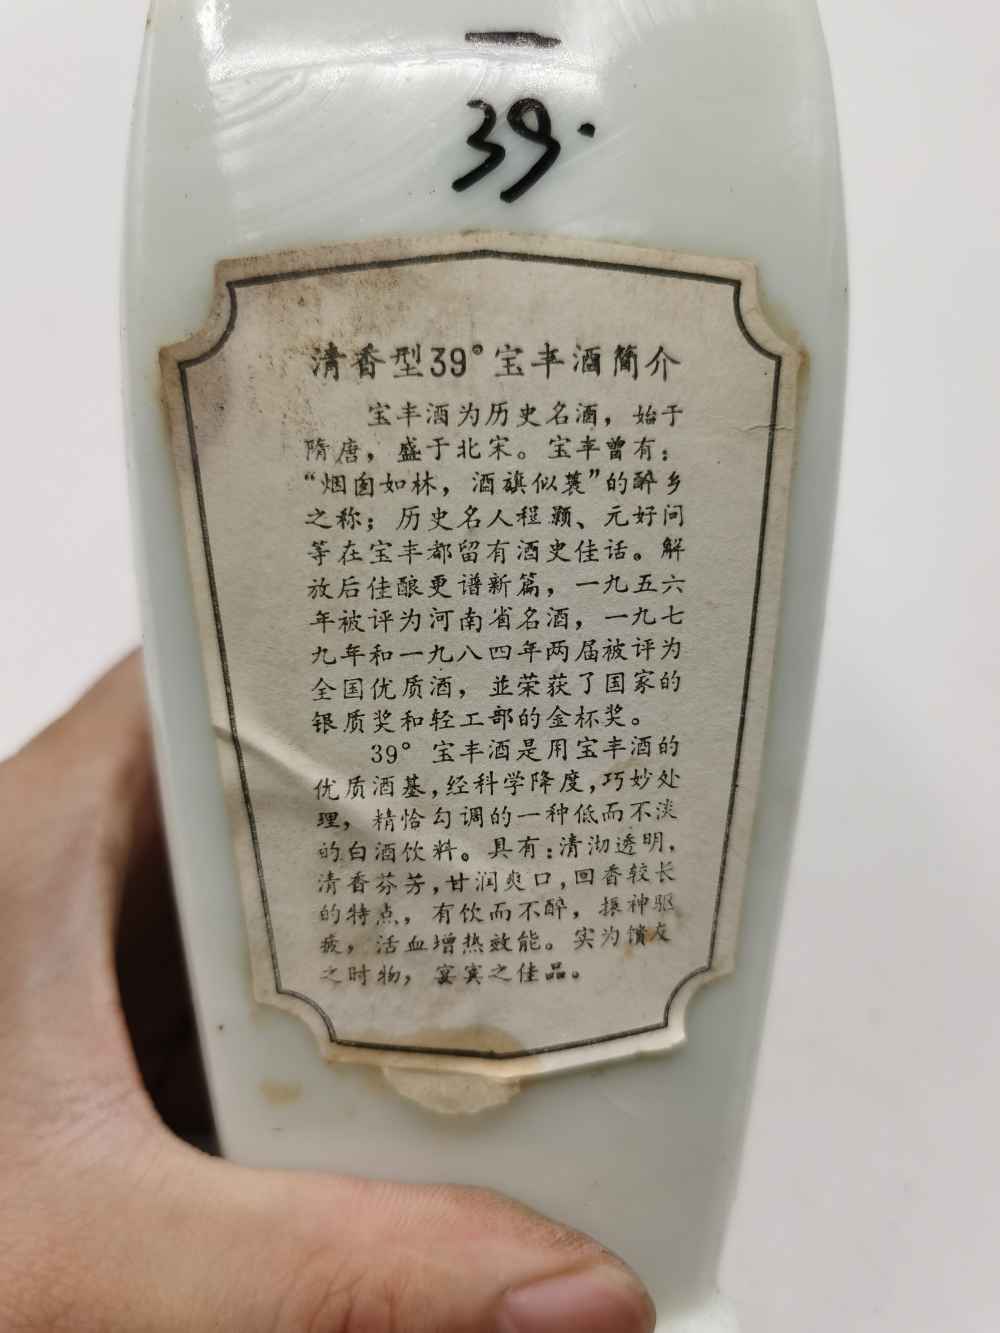 一
39.
清香型39°宝丰酒简介
宝丰酒为历史名酒，始于
隋唐，盛于北宋。宝丰曾有：
“烟囱如林，酒旗似蓑”的醉乡
之称；历史名人程颢、元好问
等在宝丰都留有酒史佳话。解
放后佳酿更谱新篇，一九五六
年被评为河南省名酒，一九七
九年和一九八四年两届被评为
全国优质酒，並荣获了国家的
银质奖和轻工部的金杯奖。
39°宝丰酒是用宝丰酒的
优质酒基，经科学降度，巧妙处
理，精恰勾调的一种低而不淡
的白酒饮料。具有：清沏透明，
清香芬芳，甘润爽口，回香较长
的特点，有饮而不醉，振神驱
疲，活血增热效能。实为馈友
之时物，宴宾之佳品。